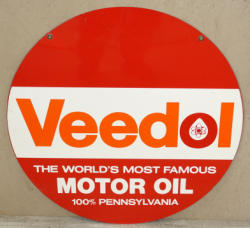 Veedol
THE WORLD'S MOST FAMOUS
MOTOR OIL
100% PENNSYLVANIA